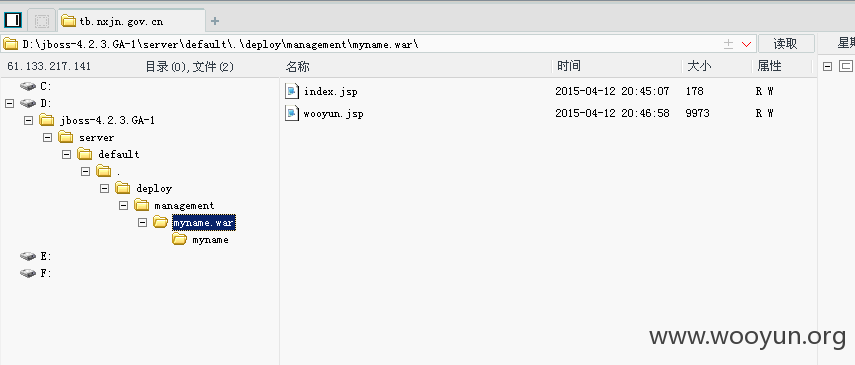 tb.nxjn.gov.cn
D:\jboss-4.2.3.GA-1\server\default\.\deploy\management\myname.war\
读取
星期
61.133.217.141
目录(0),文件(2)
名称
时间
大小
属性
C:
D:
jboss-4.2.3.GA-1
server
default
.
deploy
management
myname.war
myname
E:
F:
index.jsp 2015-04-12 20:45:07 178 R W
wooyun.jsp 2015-04-12 20:46:58 9973 R W
www.wooyun.org